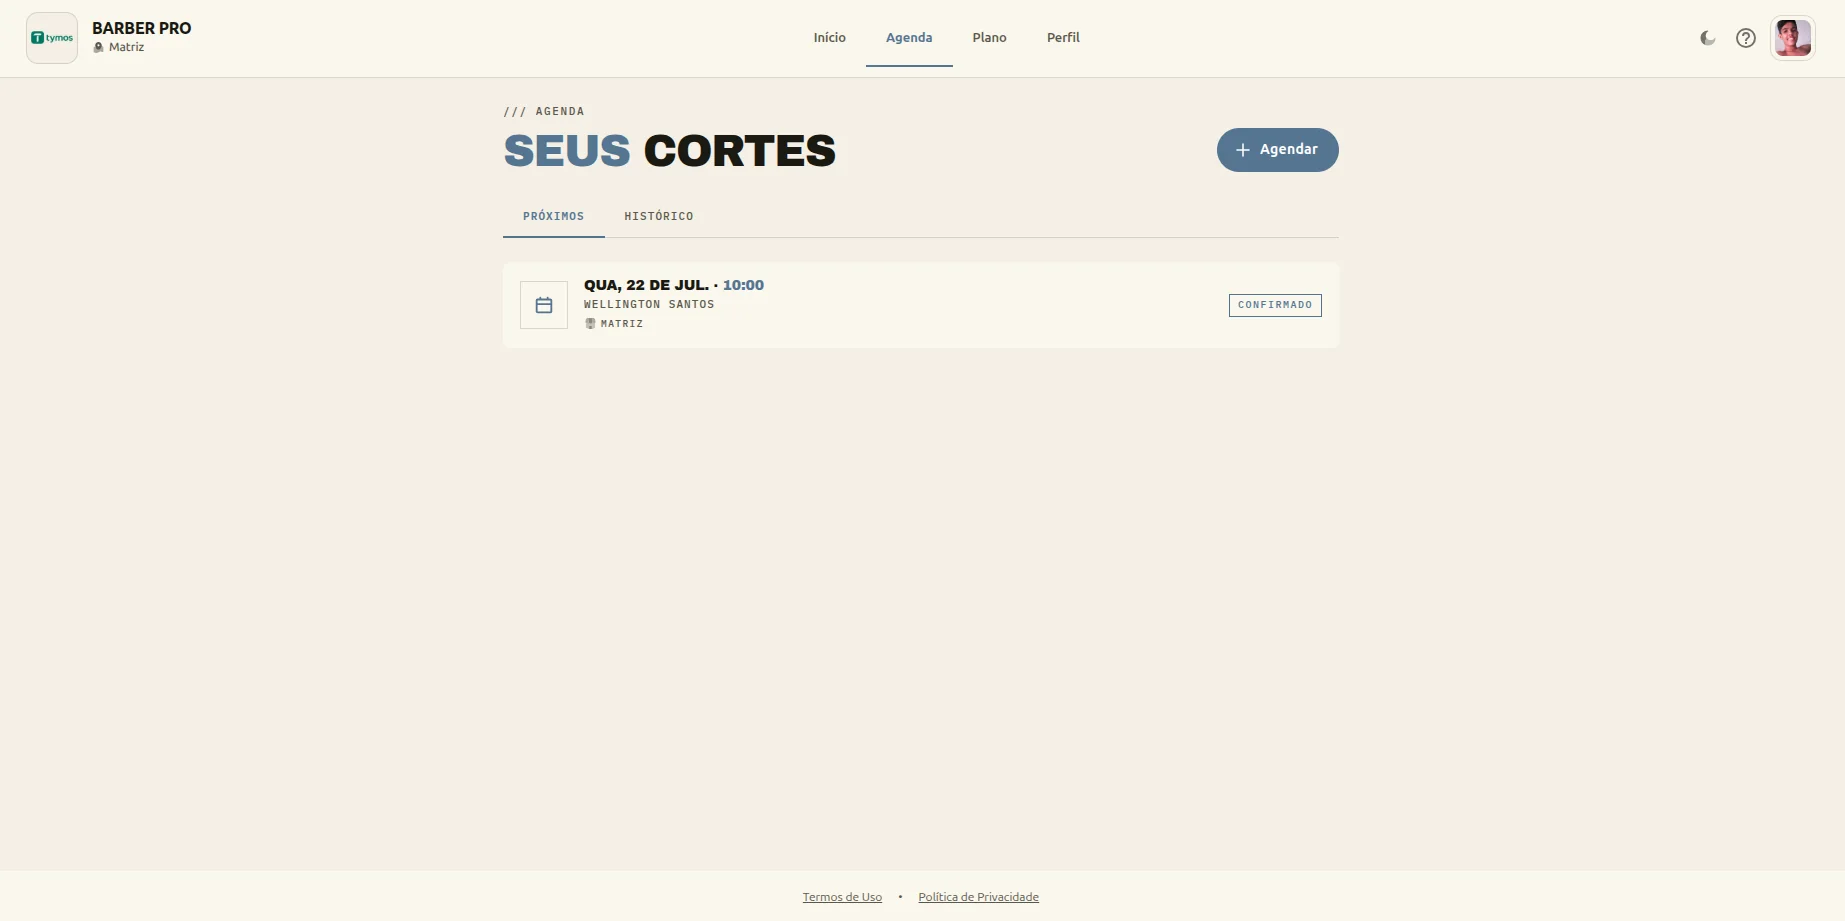 tymos
BARBER PRO
Matriz
Início
Agenda
Plano
Perfil
/// AGENDA
SEUS CORTES
+ Agendar
PRÓXIMOS
HISTÓRICO
QUA, 22 DE JUL. · 10:00
WELLINGTON SANTOS
MATRIZ
CONFIRMADO
Termos de Uso • Política de Privacidade